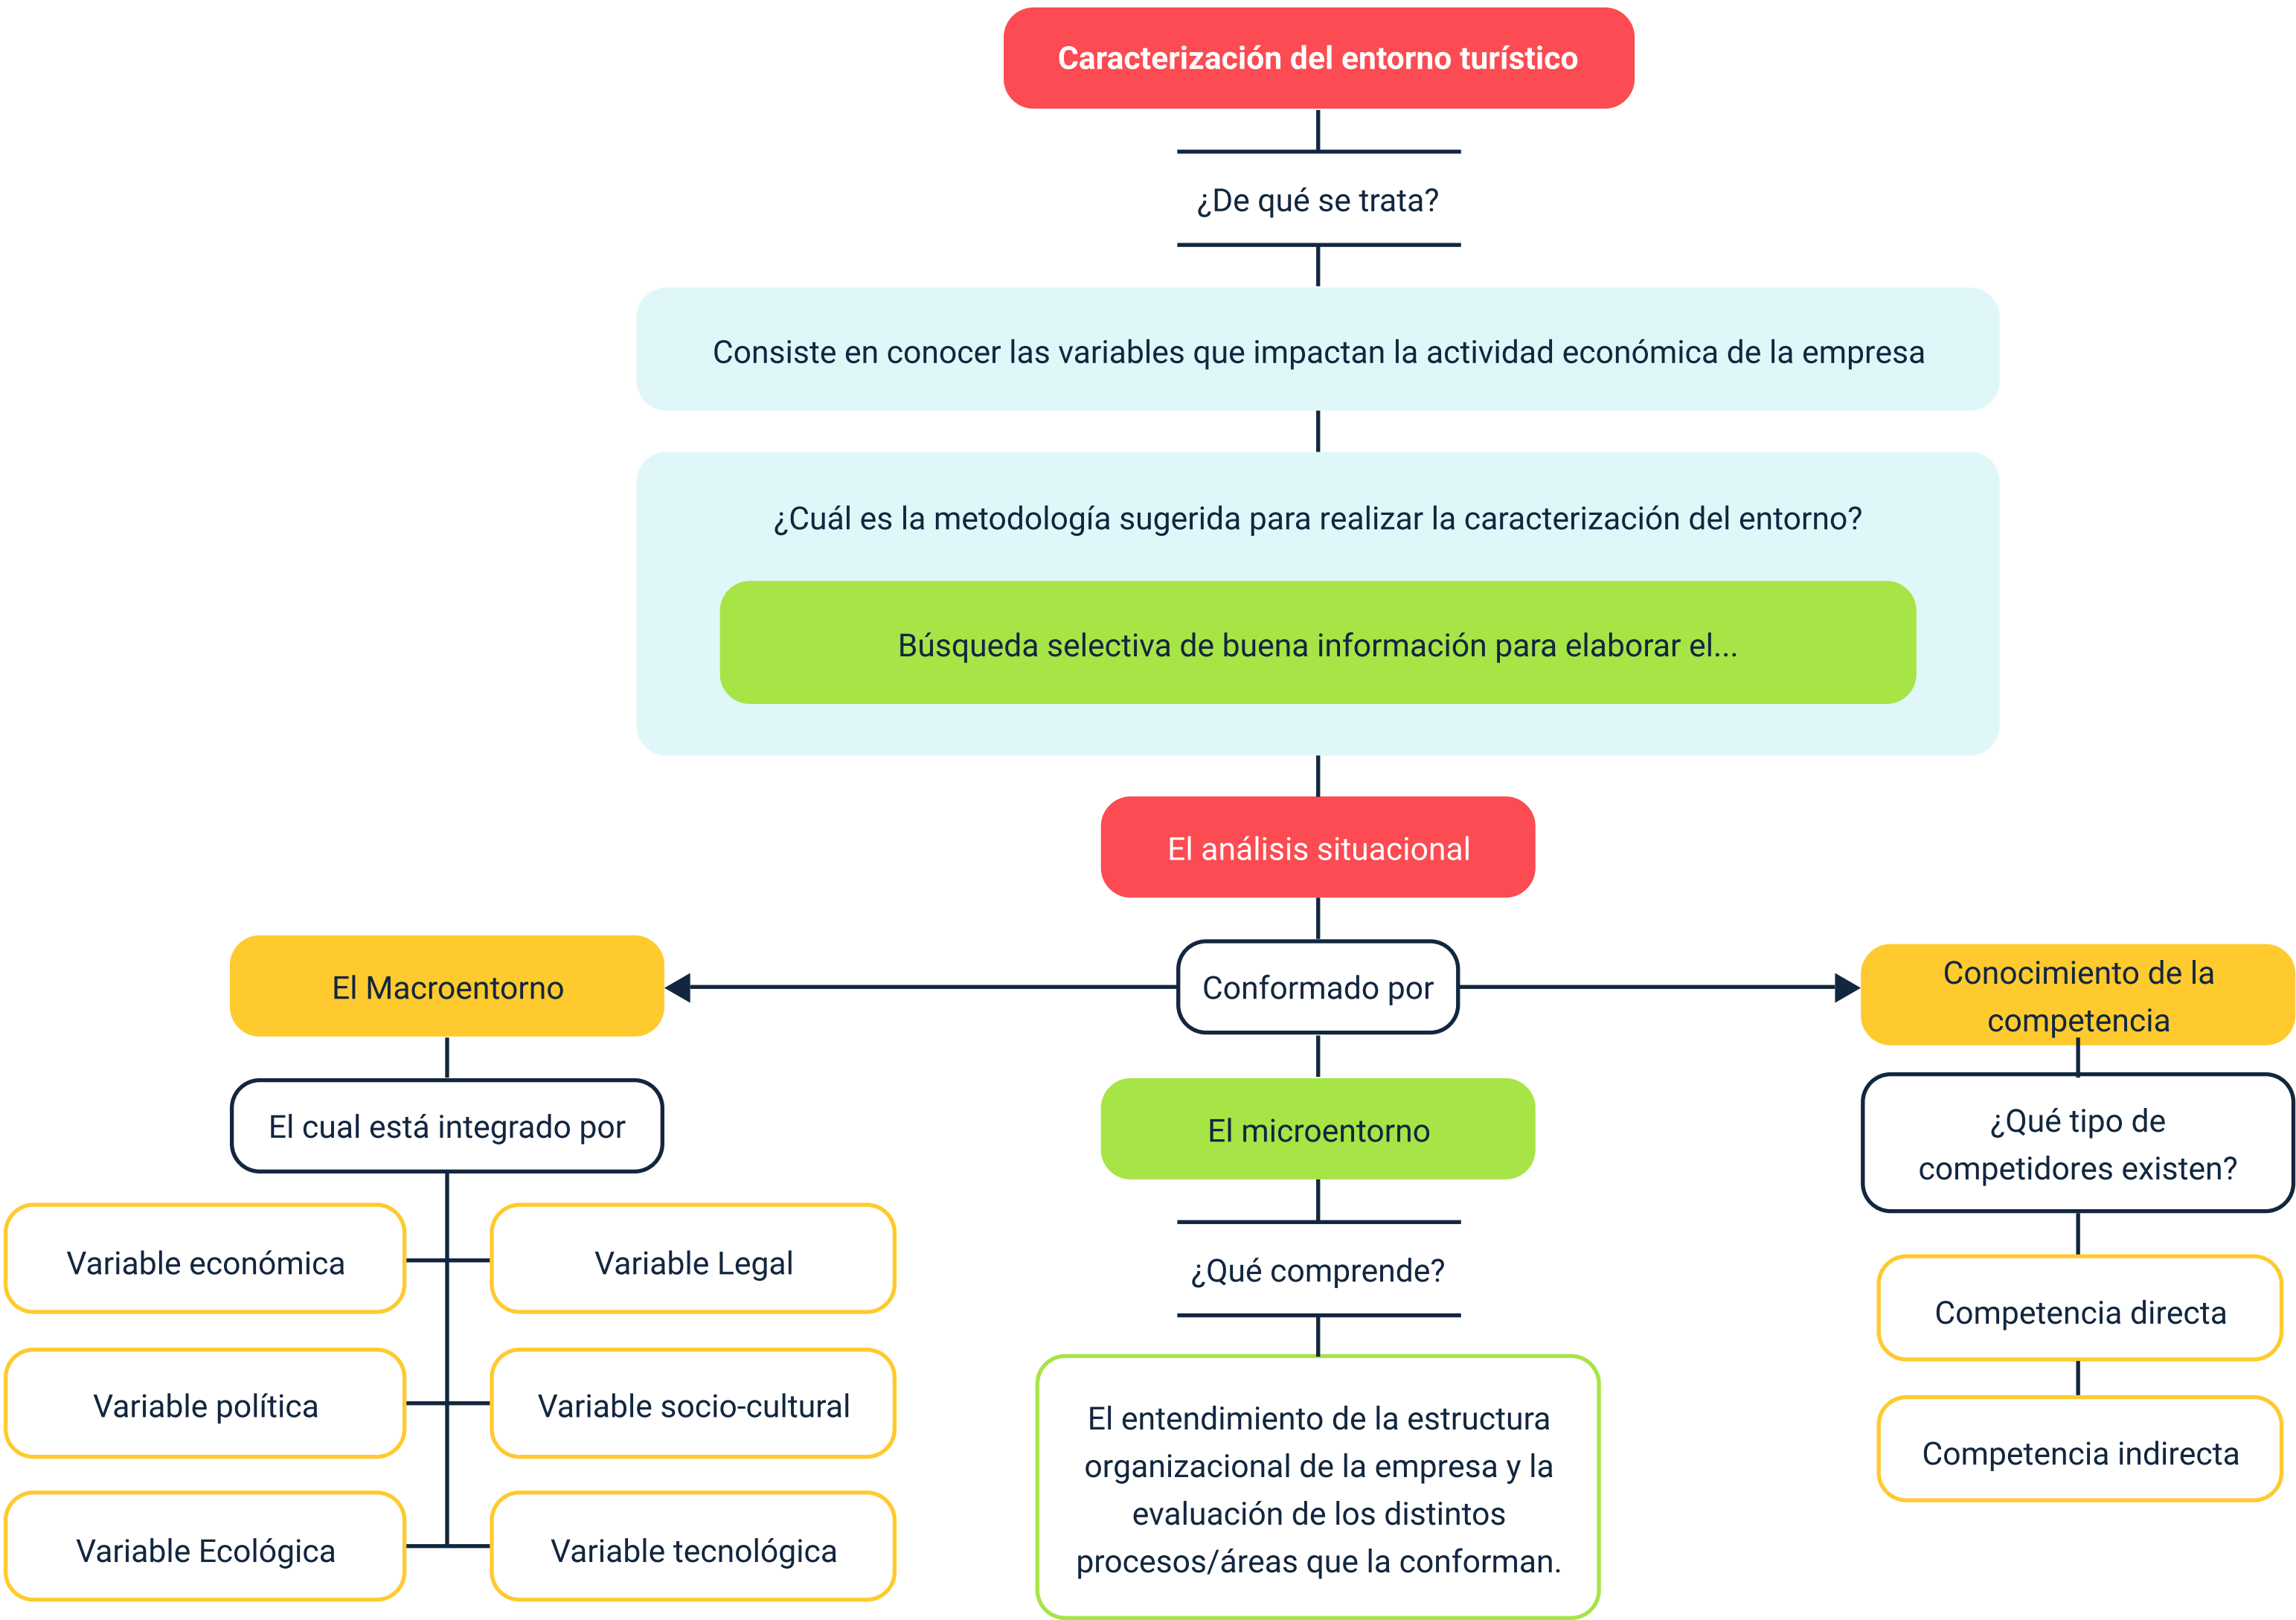 Caracterización del entorno turístico
¿De qué se trata?
Consiste en conocer las variables que impactan la actividad económica de la empresa
¿Cuál es la metodología sugerida para realizar la caracterización del entorno?
Búsqueda selectiva de buena información para elaborar el...
El análisis situacional
Conformado por
El Macroentorno
El cual está integrado por
Variable económica
Variable Legal
Variable política
Variable socio-cultural
Variable Ecológica
Variable tecnológica
El microentorno
¿Qué comprende?
El entendimiento de la estructura
organizacional de la empresa y la
evaluación de los distintos
procesos/áreas que la conforman.
Conocimiento de la
competencia
¿Qué tipo de
competidores existen?
Competencia directa
Competencia indirecta